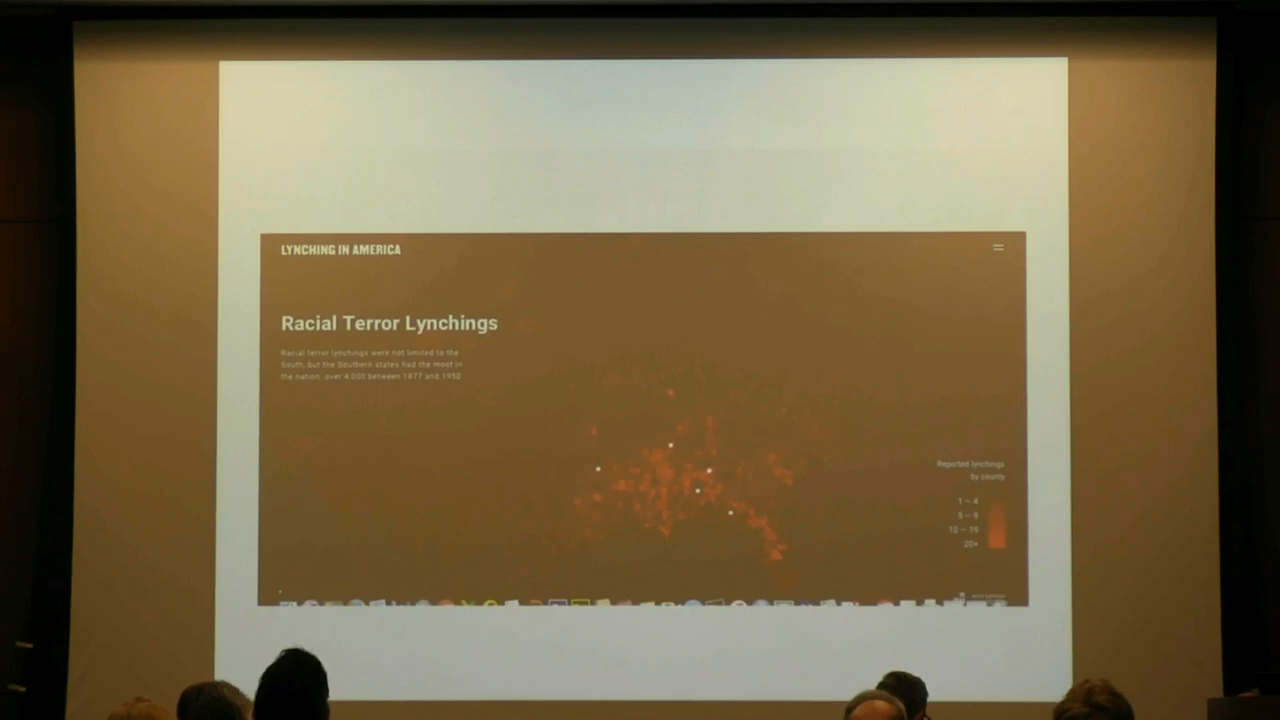 LYNCHING IN AMERICA
Racial Terror Lynchings
Racial terror lynchings were not limited to the
South, but the Southern states had the most in
the nation, over 4,000 between 1877 and 1950
Reported lynchings
by county
1 – 4
5 – 9
10 – 19
20+